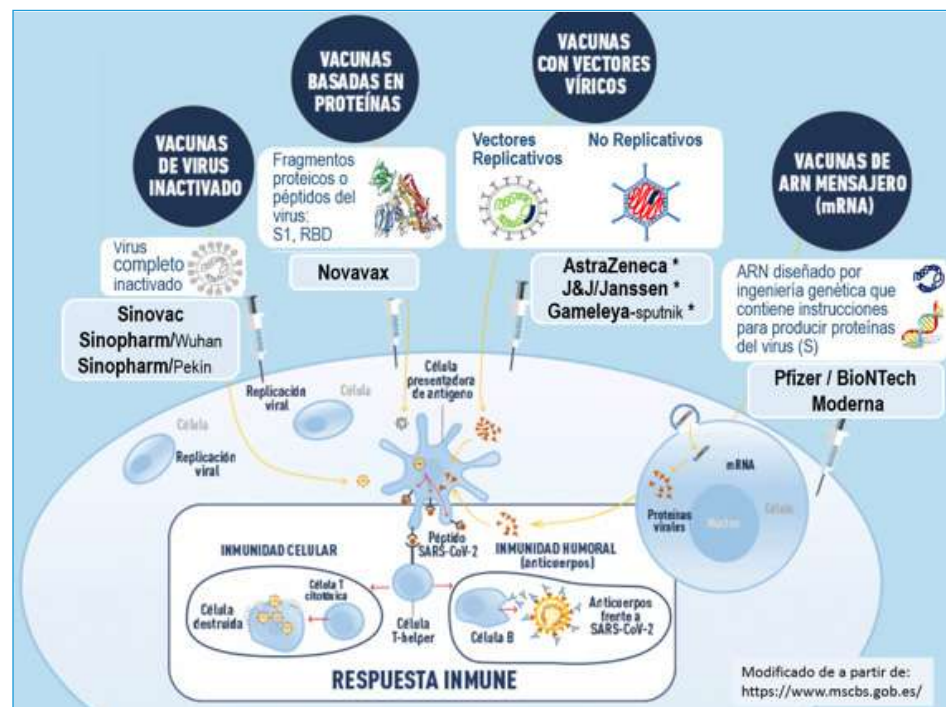 VACUNAS
DE VIRUS
INACTIVADO
Virus
completo
inactivado
Sinovac
Sinopharm/Wuhan
Sinopharm/Pekin
VACUNAS
BASADAS EN
PROTEÍNAS
Fragmentos
proteicos o
péptidos del
virus:
S1, RBD
Novavax
VACUNAS
CON VECTORES
VÍRICOS
Vectores
Replicativos
No Replicativos
AstraZeneca *
J&J/Janssen *
Gameleya-sputnik *
VACUNAS DE
ARN MENSAJERO
(mRNA)
ARN diseñado por
ingeniería genética que
contiene instrucciones
para producir proteínas
del virus (S)
Pfizer / BioNTech
Moderna
Replicación
viral
Célula
Célula
Replicación
viral
Célula
presentadora
de antígeno
mRNA
Proteínas
virales
Núcleo
Célula
Péptido
SARS-CoV-2
INMUNIDAD CELULAR
Célula T
citotóxica
Célula
destruida
Célula
T-helper
INMUNIDAD HUMORAL
(anticuerpos)
Célula B
Anticuerpos
frente a
SARS-CoV-2
RESPUESTA INMUNE
Modificado de a partir de:
https://www.mscbs.gob.es/